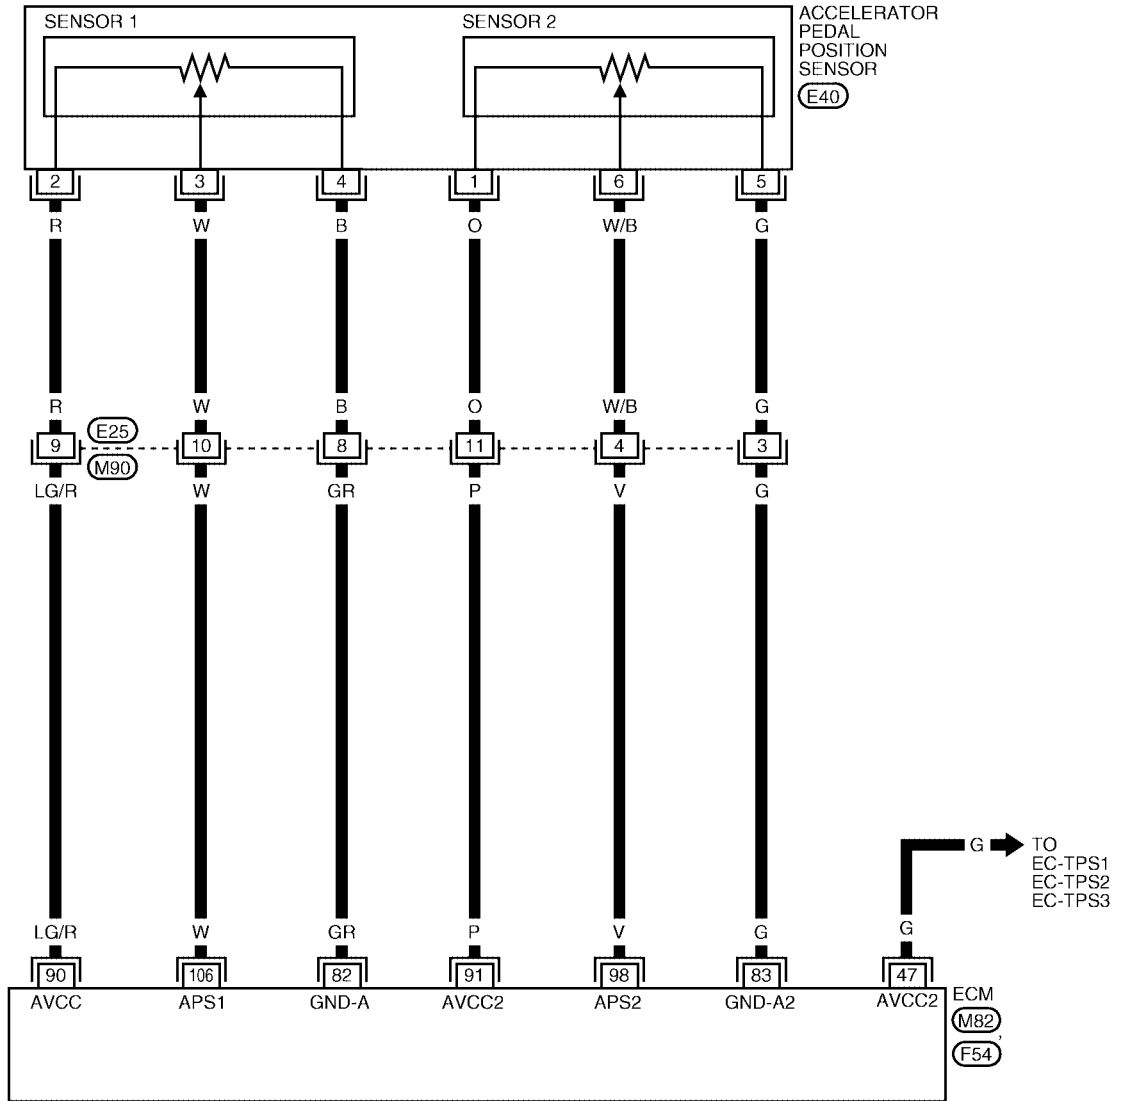 SENSOR 1 SENSOR 2 ACCELERATOR
PEDAL
POSITION
SENSOR
E40
2 3 4 1 6 5
R W B O W/B G
R W B O W/B G
9 E25 10 8 11 4 3
M90
LG/R W GR P V G
G TO
EC-TPS1
EC-TPS2
EC-TPS3
LG/R W GR P V G G
90 106 82 91 98 83 47
AVCC APS1 GND-A AVCC2 APS2 GND-A2 AVCC2 ECM
M82,
F54